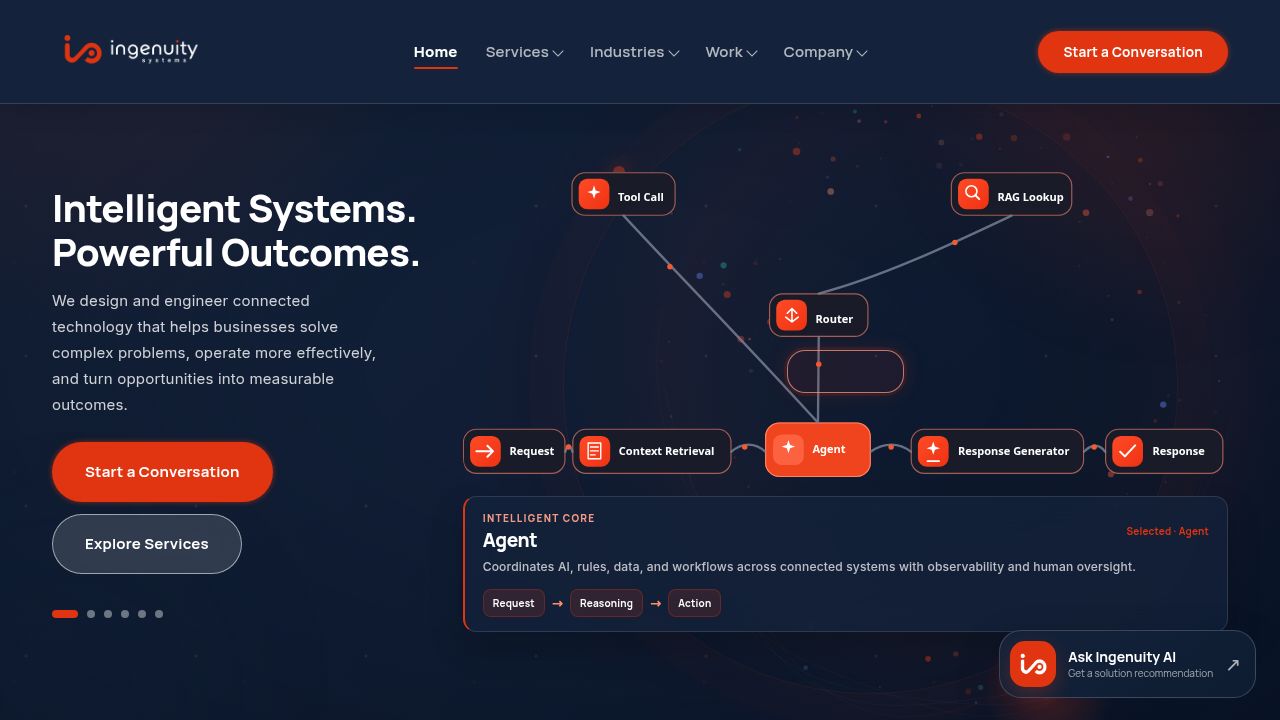 ingenuity
systems
Home
Services
Industries
Work
Company
Start a Conversation
Intelligent Systems.
Powerful Outcomes.
We design and engineer connected
technology that helps businesses solve
complex problems, operate more effectively,
and turn opportunities into measurable
outcomes.
Start a Conversation
Explore Services
Tool Call
RAG Lookup
Router
Request
Context Retrieval
Agent
Response Generator
Response
INTELLIGENT CORE
Agent
Selected · Agent
Coordinates AI, rules, data, and workflows across connected systems with observability and human oversight.
Request → Reasoning → Action
Ask Ingenuity AI
Get a solution recommendation ↗